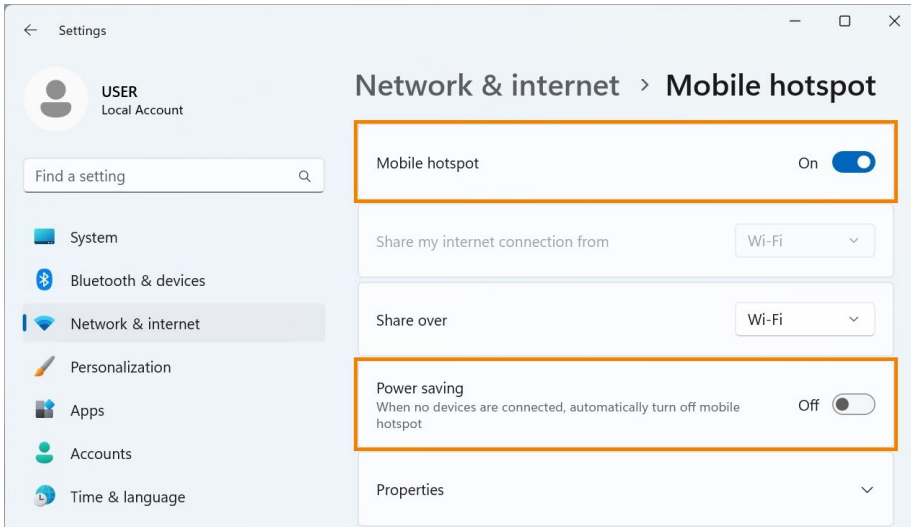 Settings
USER
Local Account
Find a setting
System
Bluetooth & devices
Network & internet
Personalization
Apps
Accounts
Time & language
Network & internet > Mobile hotspot
Mobile hotspot
On
Share my internet connection from
Wi-Fi
Share over
Wi-Fi
Power saving
When no devices are connected, automatically turn off mobile
hotspot
Off
Properties